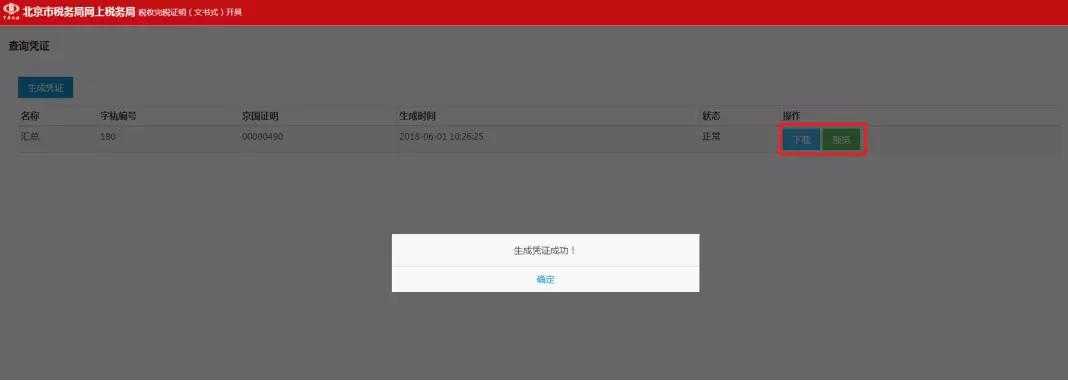 北京市税务局网上税务局 税收完税证明（文书式）开具
查询凭证
生成凭证
名称 字轨编号 京国证明 生成时间 状态 操作
汇总 180 00000490 2018-06-01 10:26:25 正常 下载 预览
生成凭证成功！
确定